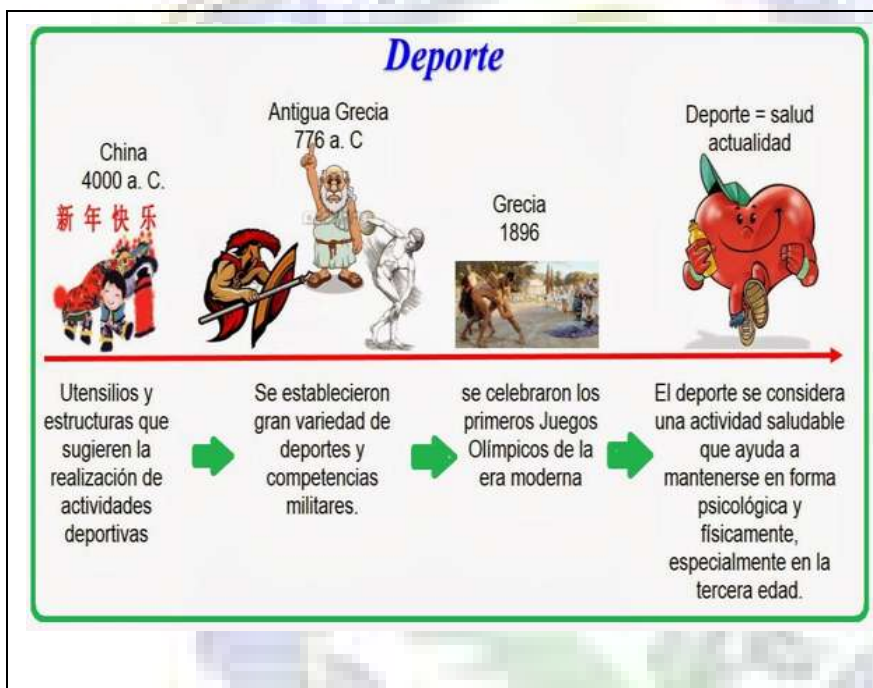 Deporte
China
4000 a. C.
新年快乐
Antigua Grecia
776 a. C
Grecia
1896
Deporte = salud
actualidad
Utensilios y
estructuras que
sugieren la
realización de
actividades
deportivas
Se establecieron
gran variedad de
deportes y
competencias
militares.
se celebraron los
primeros Juegos
Olímpicos de la
era moderna
El deporte se considera
una actividad saludable
que ayuda a
mantenerse en forma
psicológica y
físicamente,
especialmente en la
tercera edad.